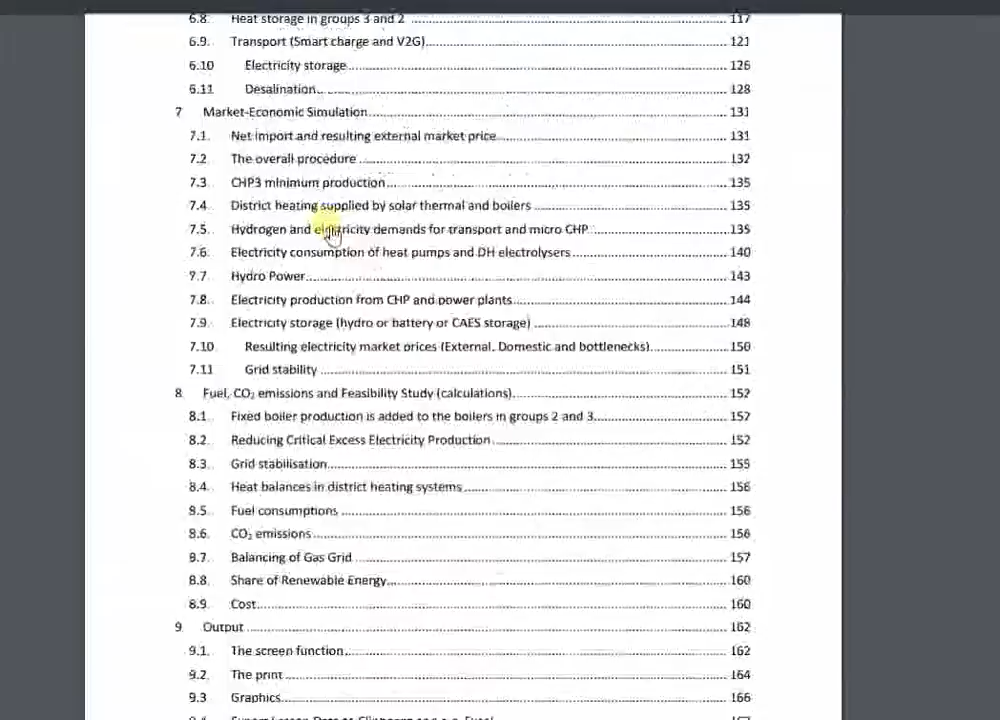 6.8. Heat storage in groups 3 and 2 ... 117
6.9. Transport (Smart charge and V2G) ... 121
6.10 Electricity storage ... 126
6.11 Desalination ... 128
7 Market-Economic Simulation ... 131
7.1. Net import and resulting external market price ... 131
7.2. The overall procedure ... 132
7.3. CHP3 minimum production ... 135
7.4. District heating supplied by solar thermal and boilers ... 135
7.5. Hydrogen and electricity demands for transport and micro CHP ... 135
7.6. Electricity consumption of heat pumps and DH electrolysers ... 140
7.7 Hydro Power ... 143
7.8. Electricity production from CHP and power plants ... 144
7.9. Electricity storage (hydro or battery or CAES storage) ... 148
7.10 Resulting electricity market prices (External, Domestic and bottlenecks) ... 150
7.11 Grid stability ... 151
8 Fuel, CO₂ emissions and Feasibility Study (calculations) ... 152
8.1. Fixed boiler production is added to the boilers in groups 2 and 3 ... 152
8.2. Reducing Critical Excess Electricity Production ... 152
8.3. Grid stabilisation ... 155
8.4. Heat balances in district heating systems ... 156
8.5. Fuel consumptions ... 156
8.6. CO₂ emissions ... 156
8.7. Balancing of Gas Grid ... 157
8.8. Share of Renewable Energy ... 160
8.9. Cost ... 160
9 Output ... 162
9.1. The screen function ... 162
9.2. The print ... 164
9.3 Graphics ... 166